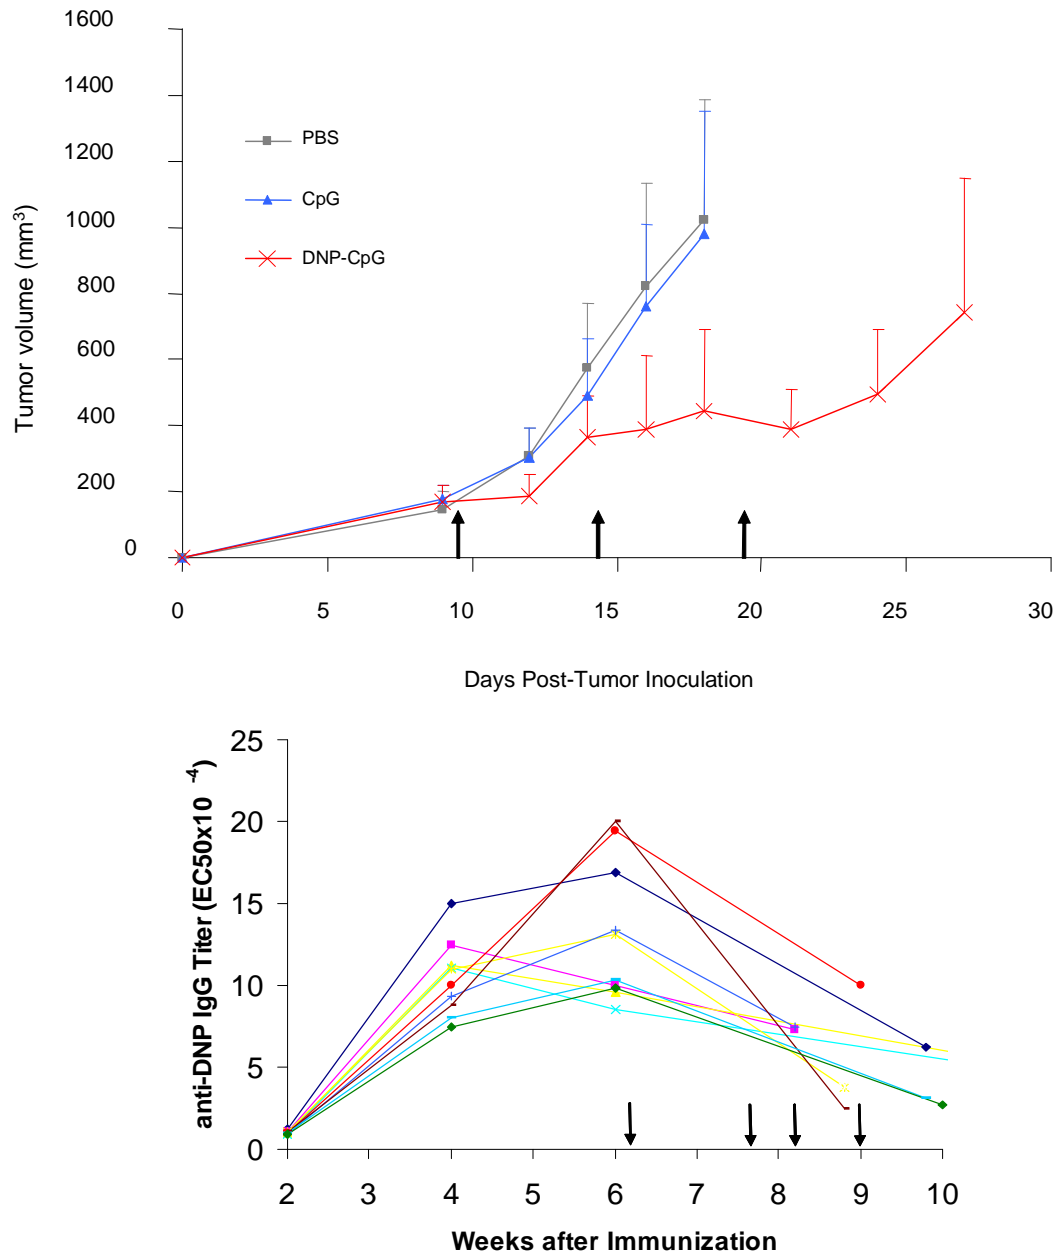 1600
1400
1200
1000
800
600
400
200
0
Tumor volume (mm³)
PBS
CpG
DNP-CpG
0 5 10 15 20 25 30
Days Post-Tumor Inoculation
25
20
15
10
5
0
anti-DNP IgG Titer (EC50x10 -4)
2 3 4 5 6 7 8 9 10
Weeks after Immunization